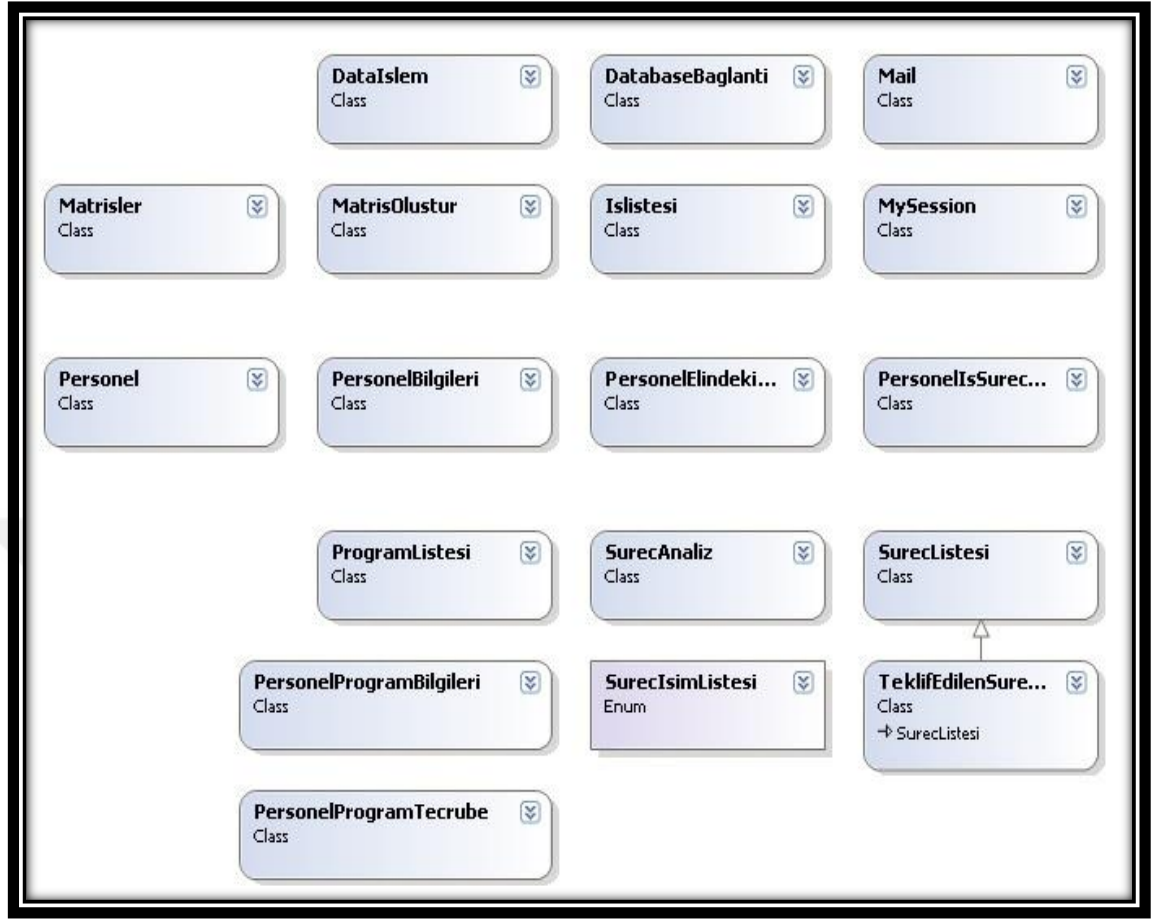 DataIslem
Class
DatabaseBaglanti
Class
Mail
Class
Matrisler
Class
MatrisOlustur
Class
Islistesi
Class
MySession
Class
Personel
Class
PersonelBilgileri
Class
PersonelElindeki...
Class
PersonelIsSurec...
Class
ProgramListesi
Class
SurecAnaliz
Class
SurecListesi
Class
PersonelProgramBilgileri
Class
SurecIsimListesi
Enum
TeklifEdilenSure...
Class
SurecListesi
PersonelProgramTecrube
Class